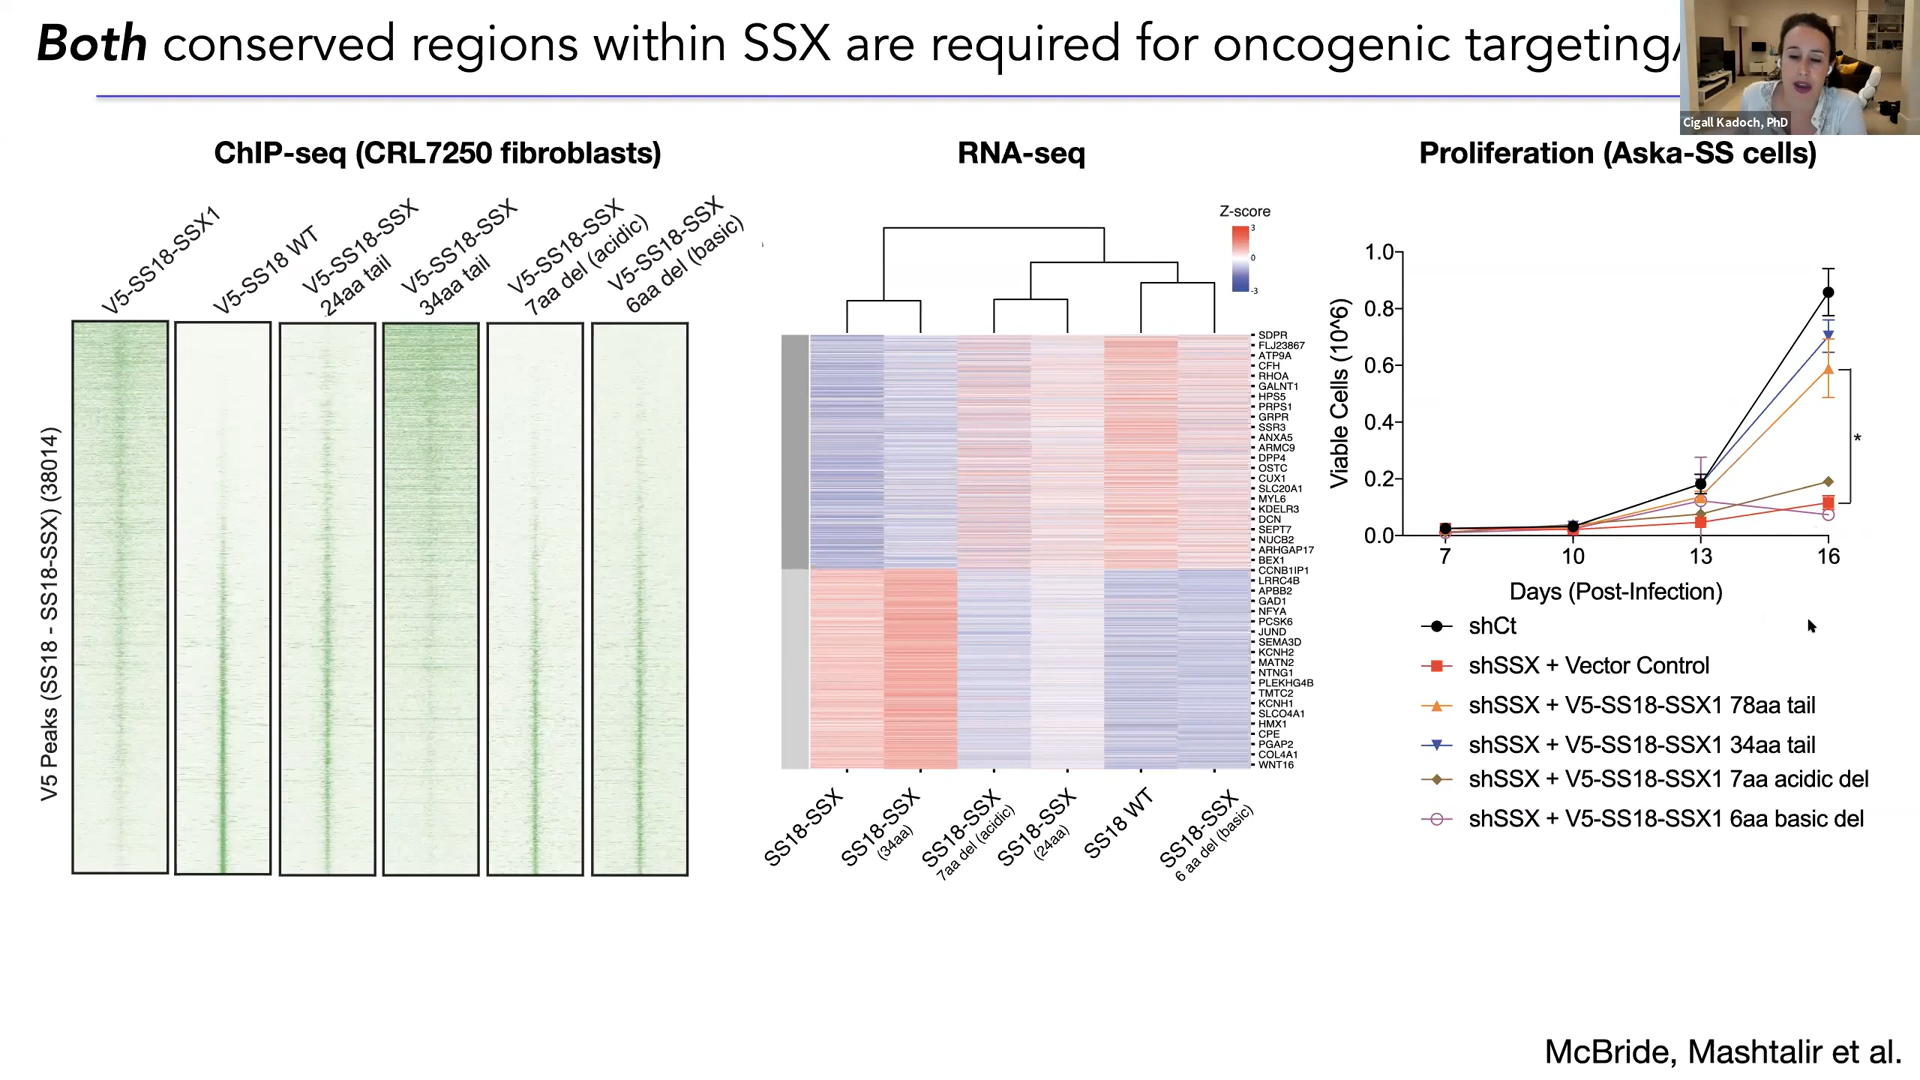 Both conserved regions within SSX are required for oncogenic targeting/
Cigall Kadoch, PhD
ChIP-seq (CRL7250 fibroblasts)
V5-SS18-SSX1
V5-SS18 WT
V5-SS18-SSX
24aa tail
V5-SS18-SSX
34aa tail
V5-SS18-SSX
7aa del (acidic)
V5-SS18-SSX
6aa del (basic)
V5 Peaks (SS18 - SS18-SSX) (38014)
RNA-seq
Z-score
3
0
-3
SDPR
FLJ23867
ATP9A
CFH
RHOA
GALNT1
HPS5
PRPS1
GRPR
SSR3
ANXA5
ARMC9
DPP4
OSTC
CUX1
SLC20A1
MYL6
KDELR3
DCN
SEPT7
NUCB2
ARHGAP17
BEX1
CCNB1IP1
LRRC4B
APBB2
GAD1
NFYA
PCSK6
JUND
SEMA3D
KCNH2
MATN2
NTNG1
PLEKHG4B
TMTC2
KCNH1
SLCO4A1
HMX1
CPE
PGAP2
COL4A1
WNT16
SS18-SSX
SS18-SSX
(34aa)
SS18-SSX
7aa del (acidic)
SS18-SSX
(24aa)
SS18 WT
SS18-SSX
6 aa del (basic)
Proliferation (Aska-SS cells)
Viable Cells (10^6)
1.0
0.8
0.6
0.4
0.2
0.0
*
7 10 13 16
Days (Post-Infection)
shCt
shSSX + Vector Control
shSSX + V5-SS18-SSX1 78aa tail
shSSX + V5-SS18-SSX1 34aa tail
shSSX + V5-SS18-SSX1 7aa acidic del
shSSX + V5-SS18-SSX1 6aa basic del
McBride, Mashtalir et al.